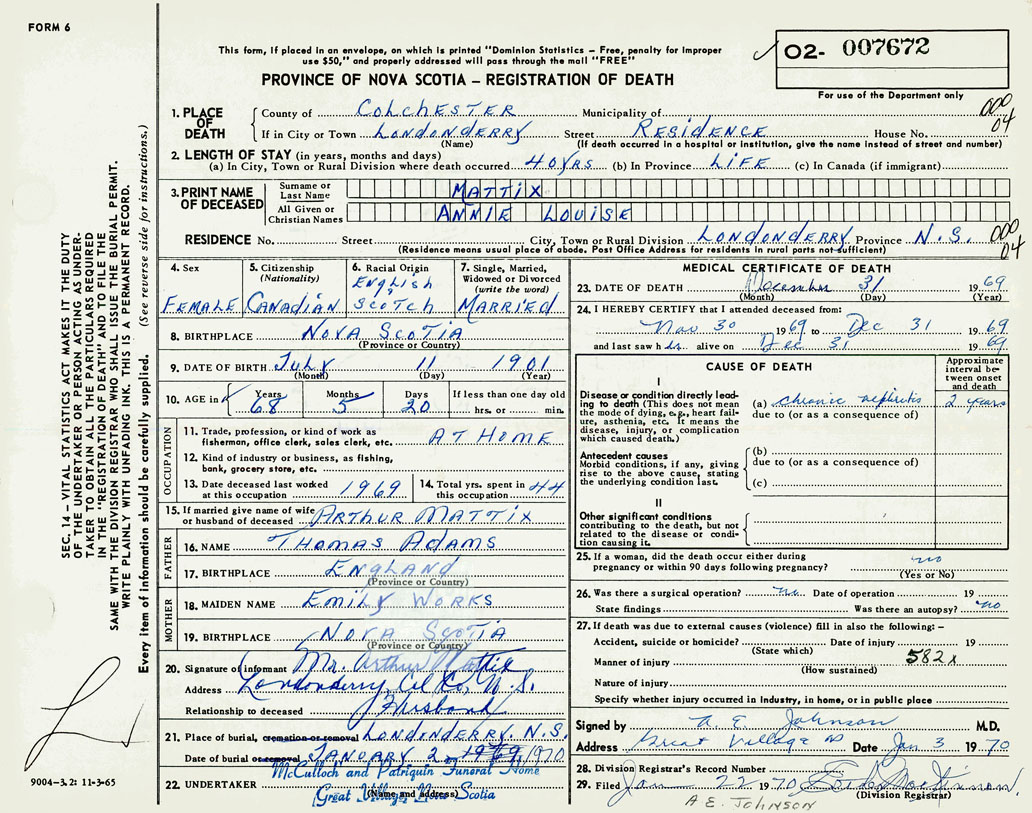 FORM 6
This form, if placed in an envelope, on which is printed "Dominion Statistics – Free, penalty for improper
use $50," and properly addressed will pass through the mail "FREE"
PROVINCE OF NOVA SCOTIA – REGISTRATION OF DEATH
02- 007672
For use of the Department only
1. PLACE OF DEATH
County of COLCHESTER Municipality of
000
04
If in City or Town LONDONDERRY Street RESIDENCE House No.
(Name) (If death occurred in a hospital or institution, give the name instead of street and number)
2. LENGTH OF STAY (in years, months and days)
(a) In City, Town or Rural Division where death occurred 40 YRS (b) In Province LIFE (c) In Canada (if immigrant)
3. PRINT NAME OF DECEASED
Surname or Last Name MATTIX
All Given or Christian Names ANNIE LOUISE
RESIDENCE No. Street City, Town or Rural Division LONDONDERRY Province N.S.
000
04
(Residence means usual place of abode. Post Office Address for residents in rural parts not sufficient)
4. Sex
FEMALE
5. Citizenship
(Nationality)
CANADIAN
6. Racial Origin
ENGLISH
SCOTCH
7. Single, Married,
Widowed or Divorced
(write the word)
MARRIED
8. BIRTHPLACE NOVA SCOTIA
(Province or Country)
9. DATE OF BIRTH JULY 11 1901
(Month) (Day) (Year)
10. AGE in
Years Months Days If less than one day old
68 5 20 hrs. or min.
OCCUPATION
11. Trade, profession, or kind of work as
fisherman, office clerk, sales clerk, etc. AT HOME
12. Kind of industry or business, as fishing,
bank, grocery store, etc.
13. Date deceased last worked
at this occupation 1969
14. Total yrs. spent in
this occupation 44
15. If married give name of wife
or husband of deceased ARTHUR MATTIX
FATHER
16. NAME THOMAS ADAMS
17. BIRTHPLACE ENGLAND
(Province or Country)
MOTHER
18. MAIDEN NAME EMILY WORKS
19. BIRTHPLACE NOVA SCOTIA
(Province or Country)
20. Signature of informant Mr. Arthur Mattix
Address Londonderry, Col Co, N.S.
Relationship to deceased Husband
21. Place of burial, cremation or removal LONDONDERRY. N.S.
Date of burial or removal JANUARY 2 1969 1970
22. UNDERTAKER McCulloch and Patriquin Funeral Home
(Name and address)
Great Village Nova Scotia
MEDICAL CERTIFICATE OF DEATH
23. DATE OF DEATH December 31 1969
(Month) (Day) (Year)
24. I HEREBY CERTIFY that I attended deceased from:
Nov 30 1969 to Dec 31 1969
and last saw h er alive on Dec 31 1969
CAUSE OF DEATH
Approximate
interval be-
tween onset
and death
I
Disease or condition directly
leading to death (This does not mean
the mode of dying, e.g., heart fail-
ure, asthenia, etc. It means the
disease, injury, or complication
which caused death.)
(a) chronic nephritis 2 years
due to (or as a consequence of)
Antecedent causes
Morbid conditions, if any, giving
rise to the above cause, stating
the underlying condition last.
(b)
due to (or as a consequence of)
(c)
II
Other significant conditions
contributing to the death, but not
related to the disease or condi-
tion causing it.
25. If a woman, did the death occur either during
pregnancy or within 90 days following pregnancy? no
(Yes or No)
26. Was there a surgical operation? no Date of operation 19
State findings Was there an autopsy? no
27. If death was due to external causes (violence) fill in also the following: –
Accident, suicide or homicide? Date of injury 19
(State which)
Manner of injury 582x
(How sustained)
Nature of injury
Specify whether injury occurred in industry, in home, or in public place
Signed by A. E. Johnson M.D.
Address Great Village NS Date Jan 3 1970
28. Division Registrar's Record Number
29. Filed Jan 22 1970
(Division Registrar)
A E. JOHNSON
SEC. 14 – VITAL STATISTICS ACT MAKES IT THE DUTY
OF THE UNDERTAKER OR PERSON ACTING AS UNDER-
TAKER TO OBTAIN ALL THE PARTICULARS REQUIRED
IN THE "REGISTRATION OF DEATH" AND TO FILE THE
SAME WITH THE DIVISION REGISTRAR WHO SHALL ISSUE THE BURIAL PERMIT.
WRITE PLAINLY WITH UNFADING INK. THIS IS A PERMANENT RECORD.
Every item of information should be carefully supplied. (See reverse side for instructions.)
9004-3.2: 11-3-65